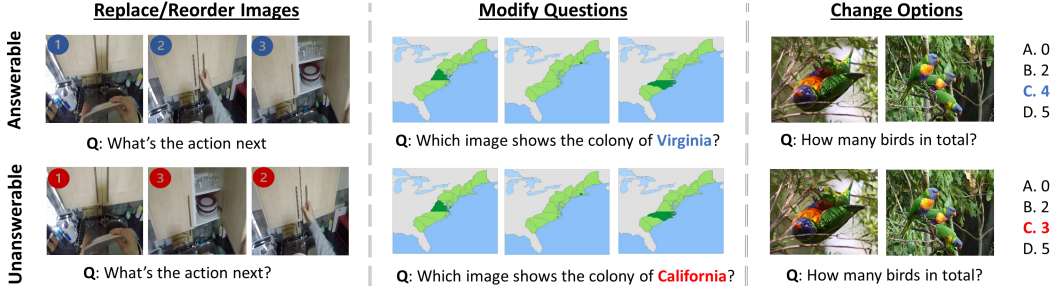 Replace/Reorder Images
Modify Questions
Change Options
Answerable
1
2
3
Q: What's the action next
Q: Which image shows the colony of Virginia?
Q: How many birds in total?
A. 0
B. 2
C. 4
D. 5
Unanswerable
1
3
2
Q: What's the action next?
Q: Which image shows the colony of California?
Q: How many birds in total?
A. 0
B. 2
C. 3
D. 5